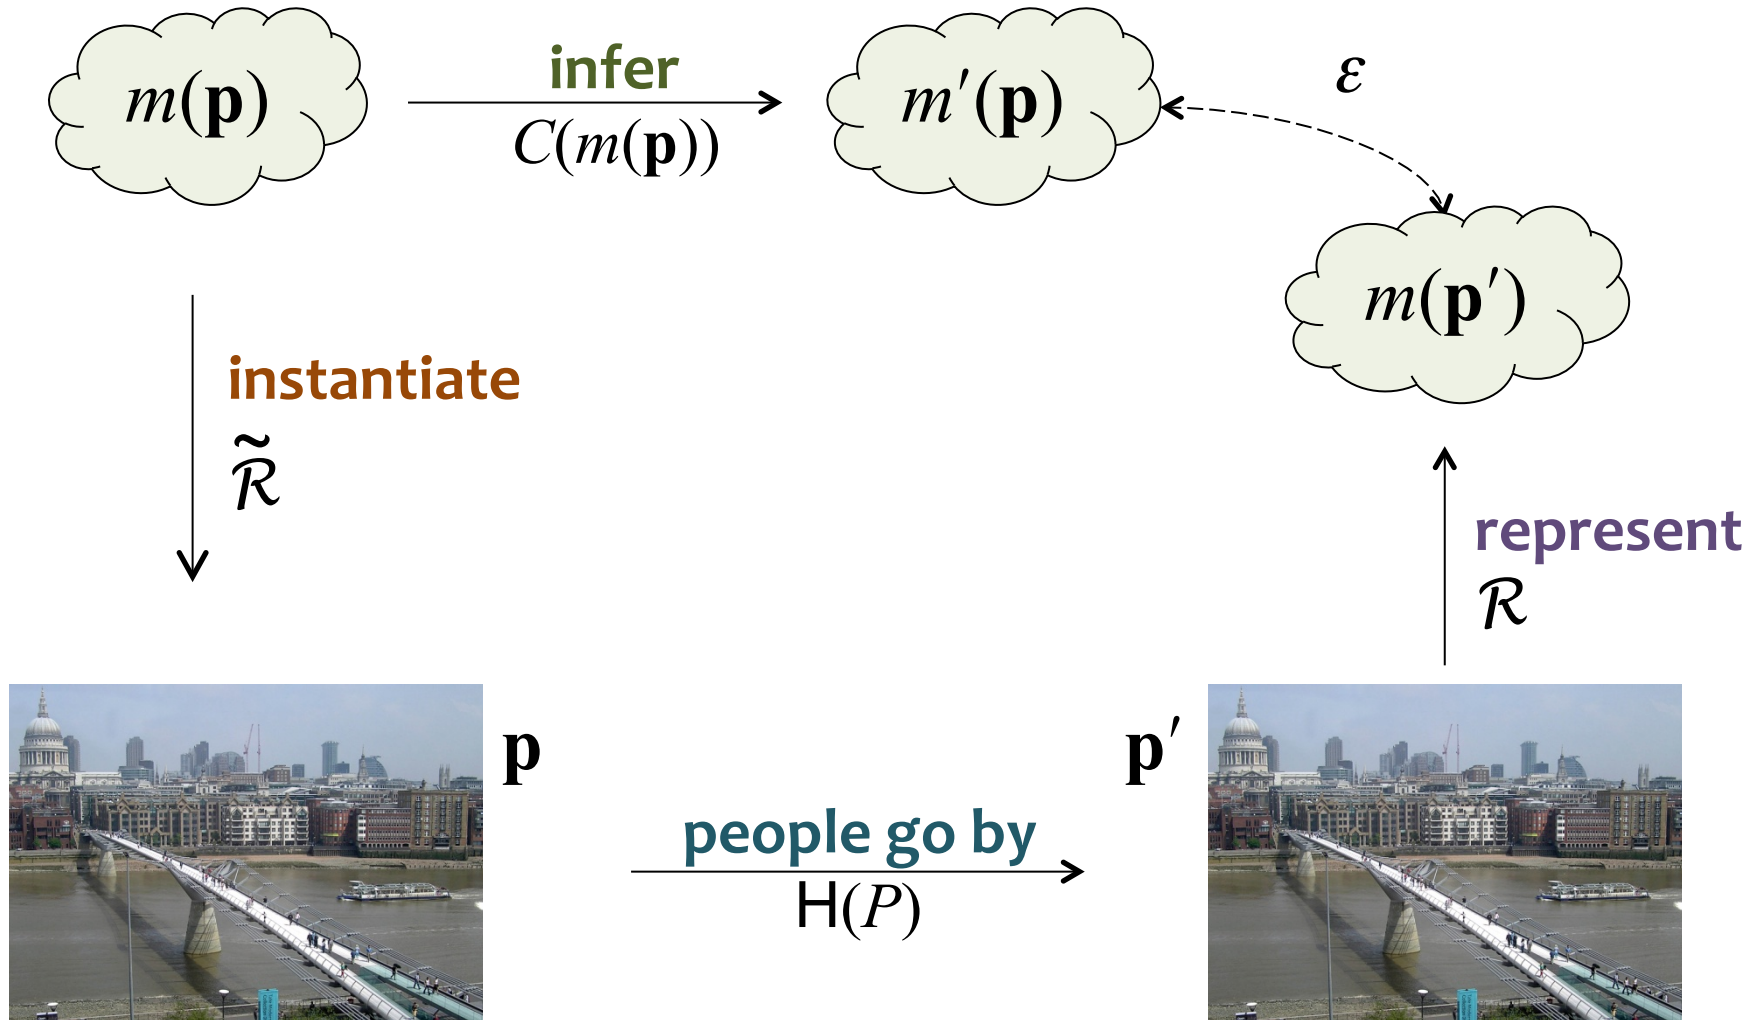 m(p)
infer
C(m(p))
m′(p)
ε
m(p′)
instantiate
R̃
represent
R
p
people go by
H(P)
p′